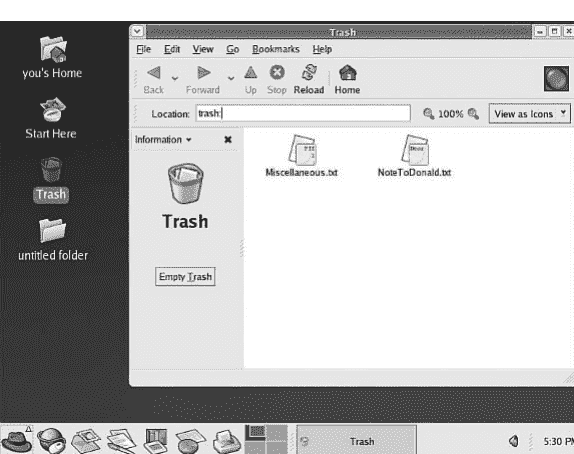 Trash
you's Home
Start Here
Trash
untitled folder
File Edit View Go Bookmarks Help
Back Forward Up Stop Reload Home
Location: trash: 100% View as Icons
Information
Trash
Empty Trash
Miscellaneous.txt
NoteToDonald.txt
Trash
5:30 PM